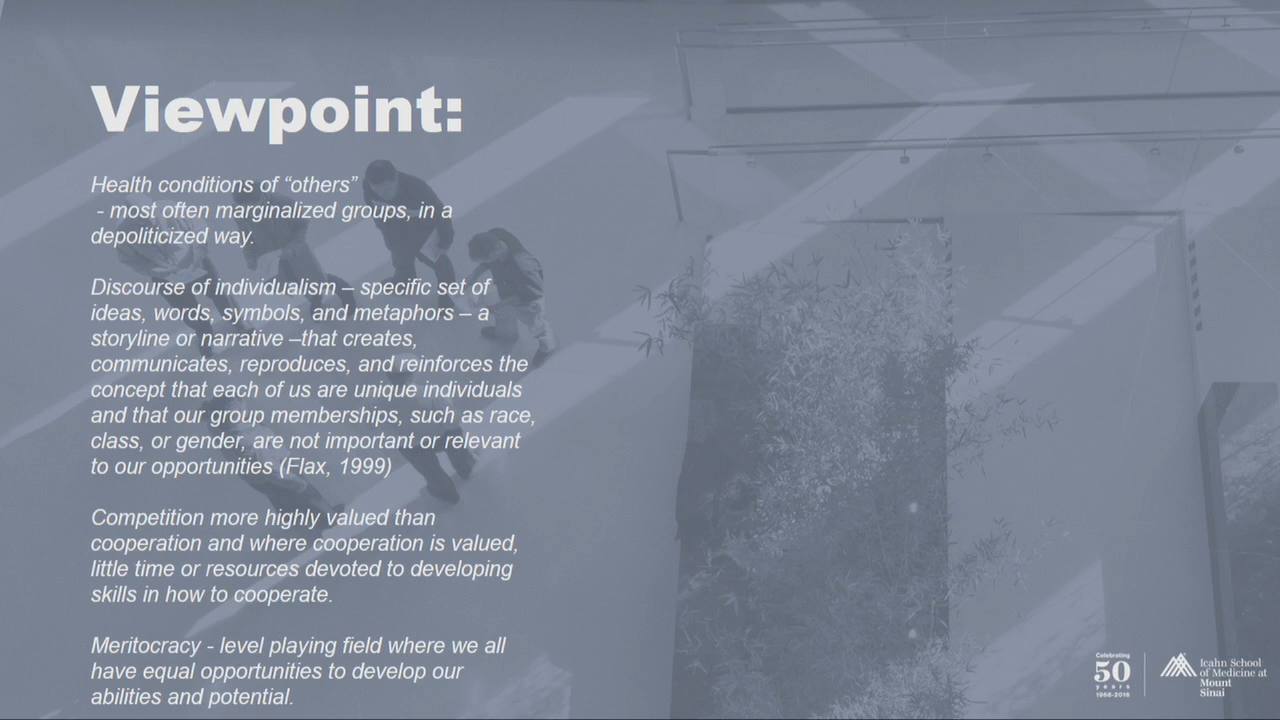 Viewpoint:
Health conditions of “others”
- most often marginalized groups, in a
depoliticized way.
Discourse of individualism – specific set of
ideas, words, symbols, and metaphors – a
storyline or narrative –that creates,
communicates, reproduces, and reinforces the
concept that each of us are unique individuals
and that our group memberships, such as race,
class, or gender, are not important or relevant
to our opportunities (Flax, 1999)
Competition more highly valued than
cooperation and where cooperation is valued,
little time or resources devoted to developing
skills in how to cooperate.
Meritocracy - level playing field where we all
have equal opportunities to develop our
abilities and potential.
Celebrating
50
years
1968-2018
Icahn School
of Medicine at
Mount
Sinai